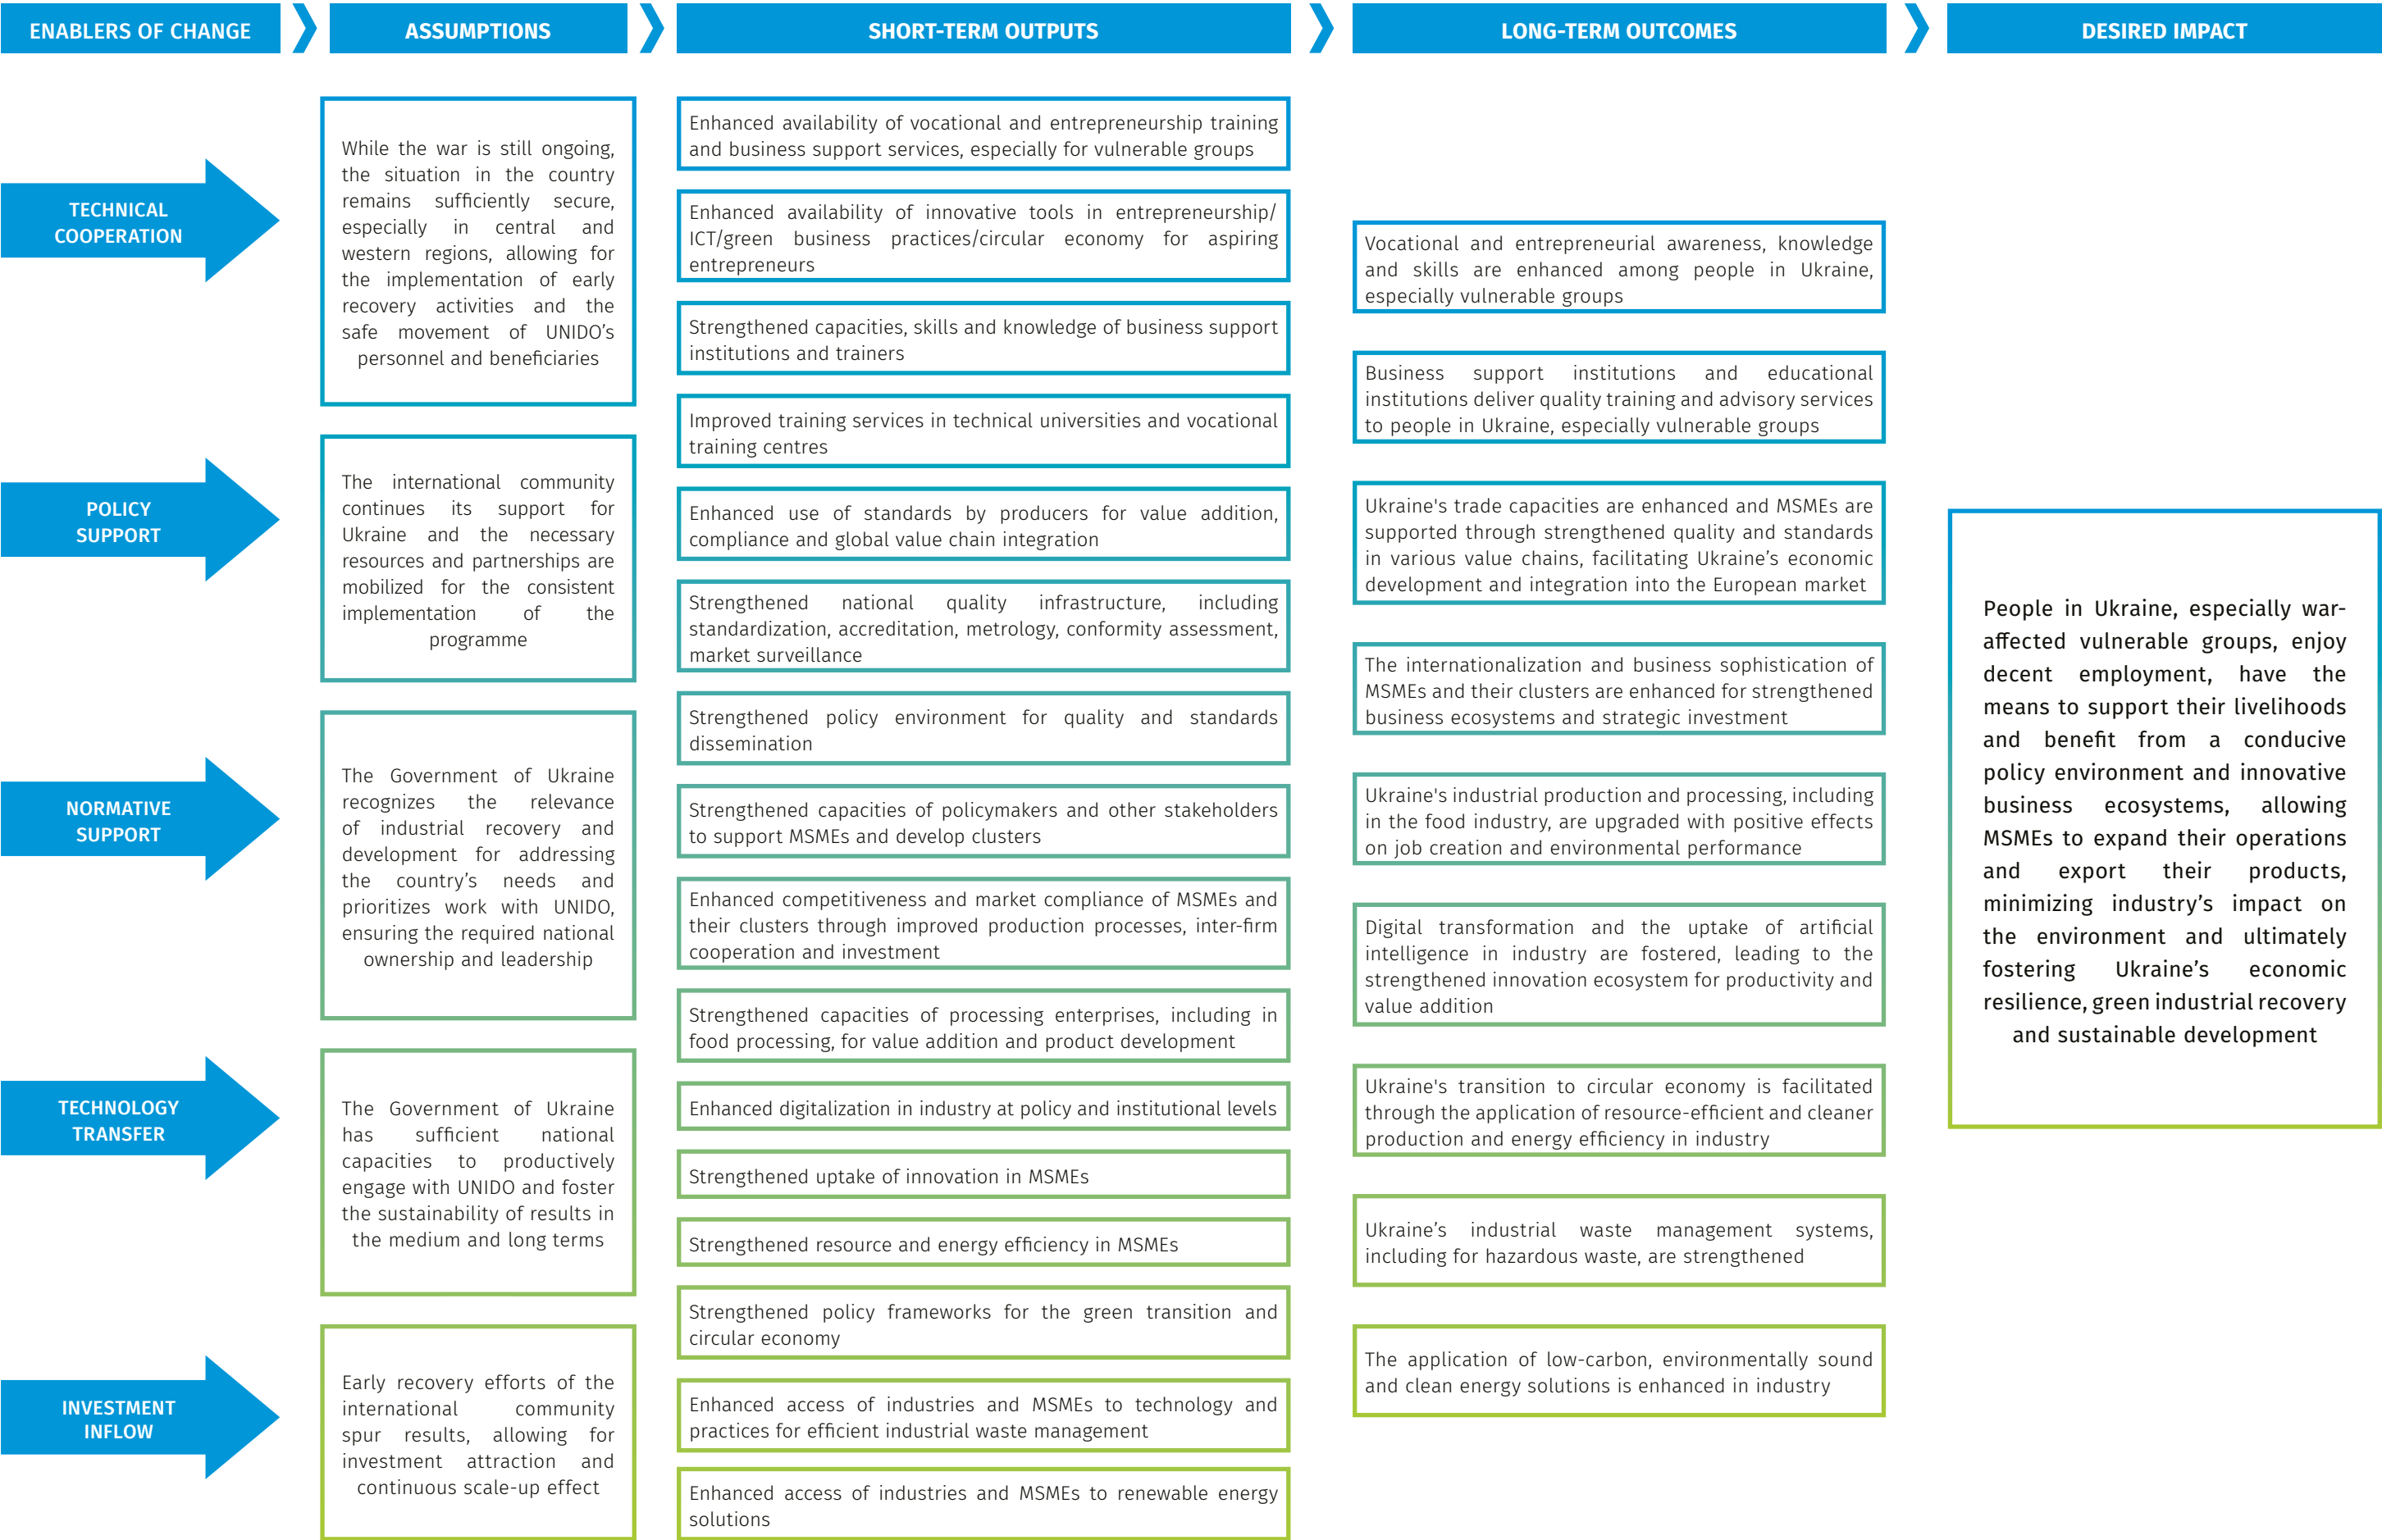 ENABLERS OF CHANGE
ASSUMPTIONS
SHORT-TERM OUTPUTS
LONG-TERM OUTCOMES
DESIRED IMPACT
TECHNICAL
COOPERATION
POLICY
SUPPORT
NORMATIVE
SUPPORT
TECHNOLOGY
TRANSFER
INVESTMENT
INFLOW
While the war is still ongoing,
the situation in the country
remains sufficiently secure,
especially in central and
western regions, allowing for
the implementation of early
recovery activities and the
safe movement of UNIDO’s
personnel and beneficiaries
The international community
continues its support for
Ukraine and the necessary
resources and partnerships are
mobilized for the consistent
implementation of the
programme
The Government of Ukraine
recognizes the relevance
of industrial recovery and
development for addressing
the country’s needs and
prioritizes work with UNIDO,
ensuring the required national
ownership and leadership
The Government of Ukraine
has sufficient national
capacities to productively
engage with UNIDO and foster
the sustainability of results in
the medium and long terms
Early recovery efforts of the
international community
spur results, allowing for
investment attraction and
continuous scale-up effect
Enhanced availability of vocational and entrepreneurship training
and business support services, especially for vulnerable groups
Enhanced availability of innovative tools in entrepreneurship/
ICT/green business practices/circular economy for aspiring
entrepreneurs
Strengthened capacities, skills and knowledge of business support
institutions and trainers
Improved training services in technical universities and vocational
training centres
Enhanced use of standards by producers for value addition,
compliance and global value chain integration
Strengthened national quality infrastructure, including
standardization, accreditation, metrology, conformity assessment,
market surveillance
Strengthened policy environment for quality and standards
dissemination
Strengthened capacities of policymakers and other stakeholders
to support MSMEs and develop clusters
Enhanced competitiveness and market compliance of MSMEs and
their clusters through improved production processes, inter-firm
cooperation and investment
Strengthened capacities of processing enterprises, including in
food processing, for value addition and product development
Enhanced digitalization in industry at policy and institutional levels
Strengthened uptake of innovation in MSMEs
Strengthened resource and energy efficiency in MSMEs
Strengthened policy frameworks for the green transition and
circular economy
Enhanced access of industries and MSMEs to technology and
practices for efficient industrial waste management
Enhanced access of industries and MSMEs to renewable energy
solutions
Vocational and entrepreneurial awareness, knowledge
and skills are enhanced among people in Ukraine,
especially vulnerable groups
Business support institutions and educational
institutions deliver quality training and advisory services
to people in Ukraine, especially vulnerable groups
Ukraine's trade capacities are enhanced and MSMEs are
supported through strengthened quality and standards
in various value chains, facilitating Ukraine’s economic
development and integration into the European market
The internationalization and business sophistication of
MSMEs and their clusters are enhanced for strengthened
business ecosystems and strategic investment
Ukraine's industrial production and processing, including
in the food industry, are upgraded with positive effects
on job creation and environmental performance
Digital transformation and the uptake of artificial
intelligence in industry are fostered, leading to the
strengthened innovation ecosystem for productivity and
value addition
Ukraine's transition to circular economy is facilitated
through the application of resource-efficient and cleaner
production and energy efficiency in industry
Ukraine’s industrial waste management systems,
including for hazardous waste, are strengthened
The application of low-carbon, environmentally sound
and clean energy solutions is enhanced in industry
People in Ukraine, especially war-
affected vulnerable groups, enjoy
decent employment, have the
means to support their livelihoods
and benefit from a conducive
policy environment and innovative
business ecosystems, allowing
MSMEs to expand their operations
and export their products,
minimizing industry’s impact on
the environment and ultimately
fostering Ukraine’s economic
resilience, green industrial recovery
and sustainable development